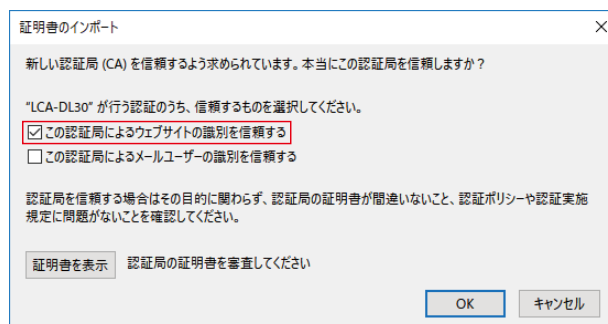 証明書のインポート
新しい認証局 (CA) を信頼するよう求められています。本当にこの認証局を信頼しますか？
“LCA-DL30” が行う認証のうち、信頼するものを選択してください。
この認証局によるウェブサイトの識別を信頼する
この認証局によるメールユーザーの識別を信頼する
認証局を信頼する場合はその目的に関わらず、認証局の証明書が間違いないこと、認証ポリシーや認証実施
規定に問題がないことを確認してください。
証明書を表示 認証局の証明書を審査してください
OK キャンセル